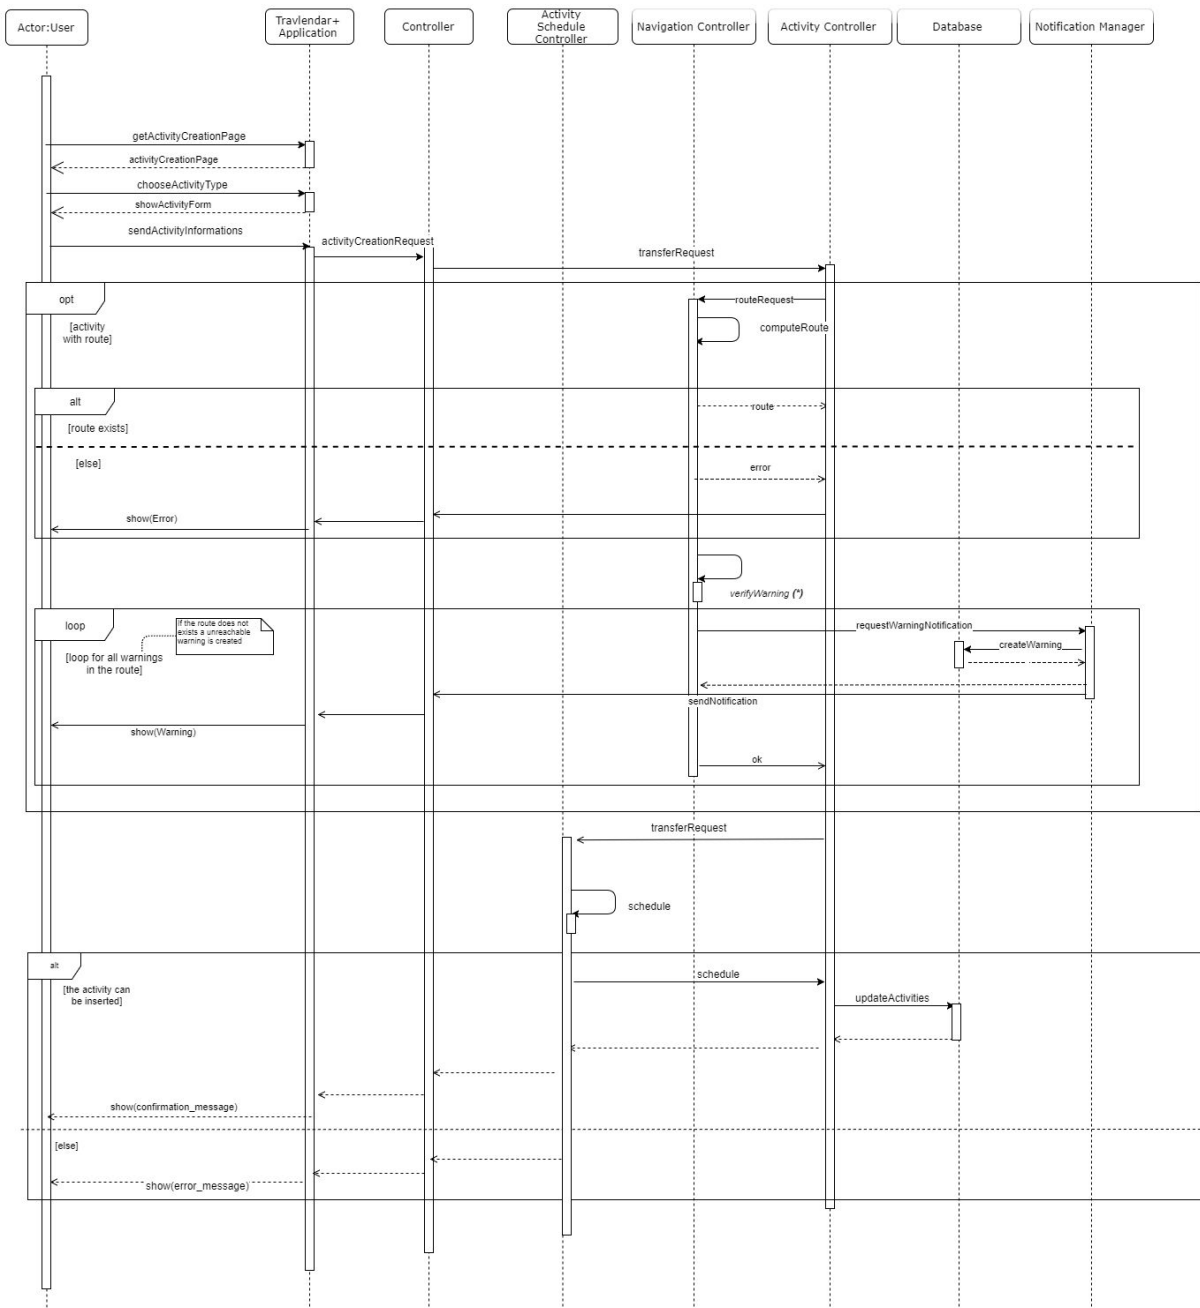 Actor:User
Travlendar+
Application
Controller
Activity
Schedule
Controller
Navigation Controller
Activity Controller
Database
Notification Manager
getActivityCreationPage
activityCreationPage
chooseActivityType
showActivityForm
sendActivityInformations
activityCreationRequest
transferRequest
opt
[activity
with route]
routeRequest
computeRoute
alt
[route exists]
route
[else]
error
show(Error)
verifyWarning (*)
loop
[loop for all warnings
in the route]
If the route does not
exists a unreachable
warning is created
requestWarningNotification
createWarning
sendNotification
show(Warning)
ok
transferRequest
schedule
alt
[the activity can
be inserted]
schedule
updateActivities
show(confirmation_message)
[else]
show(error_message)